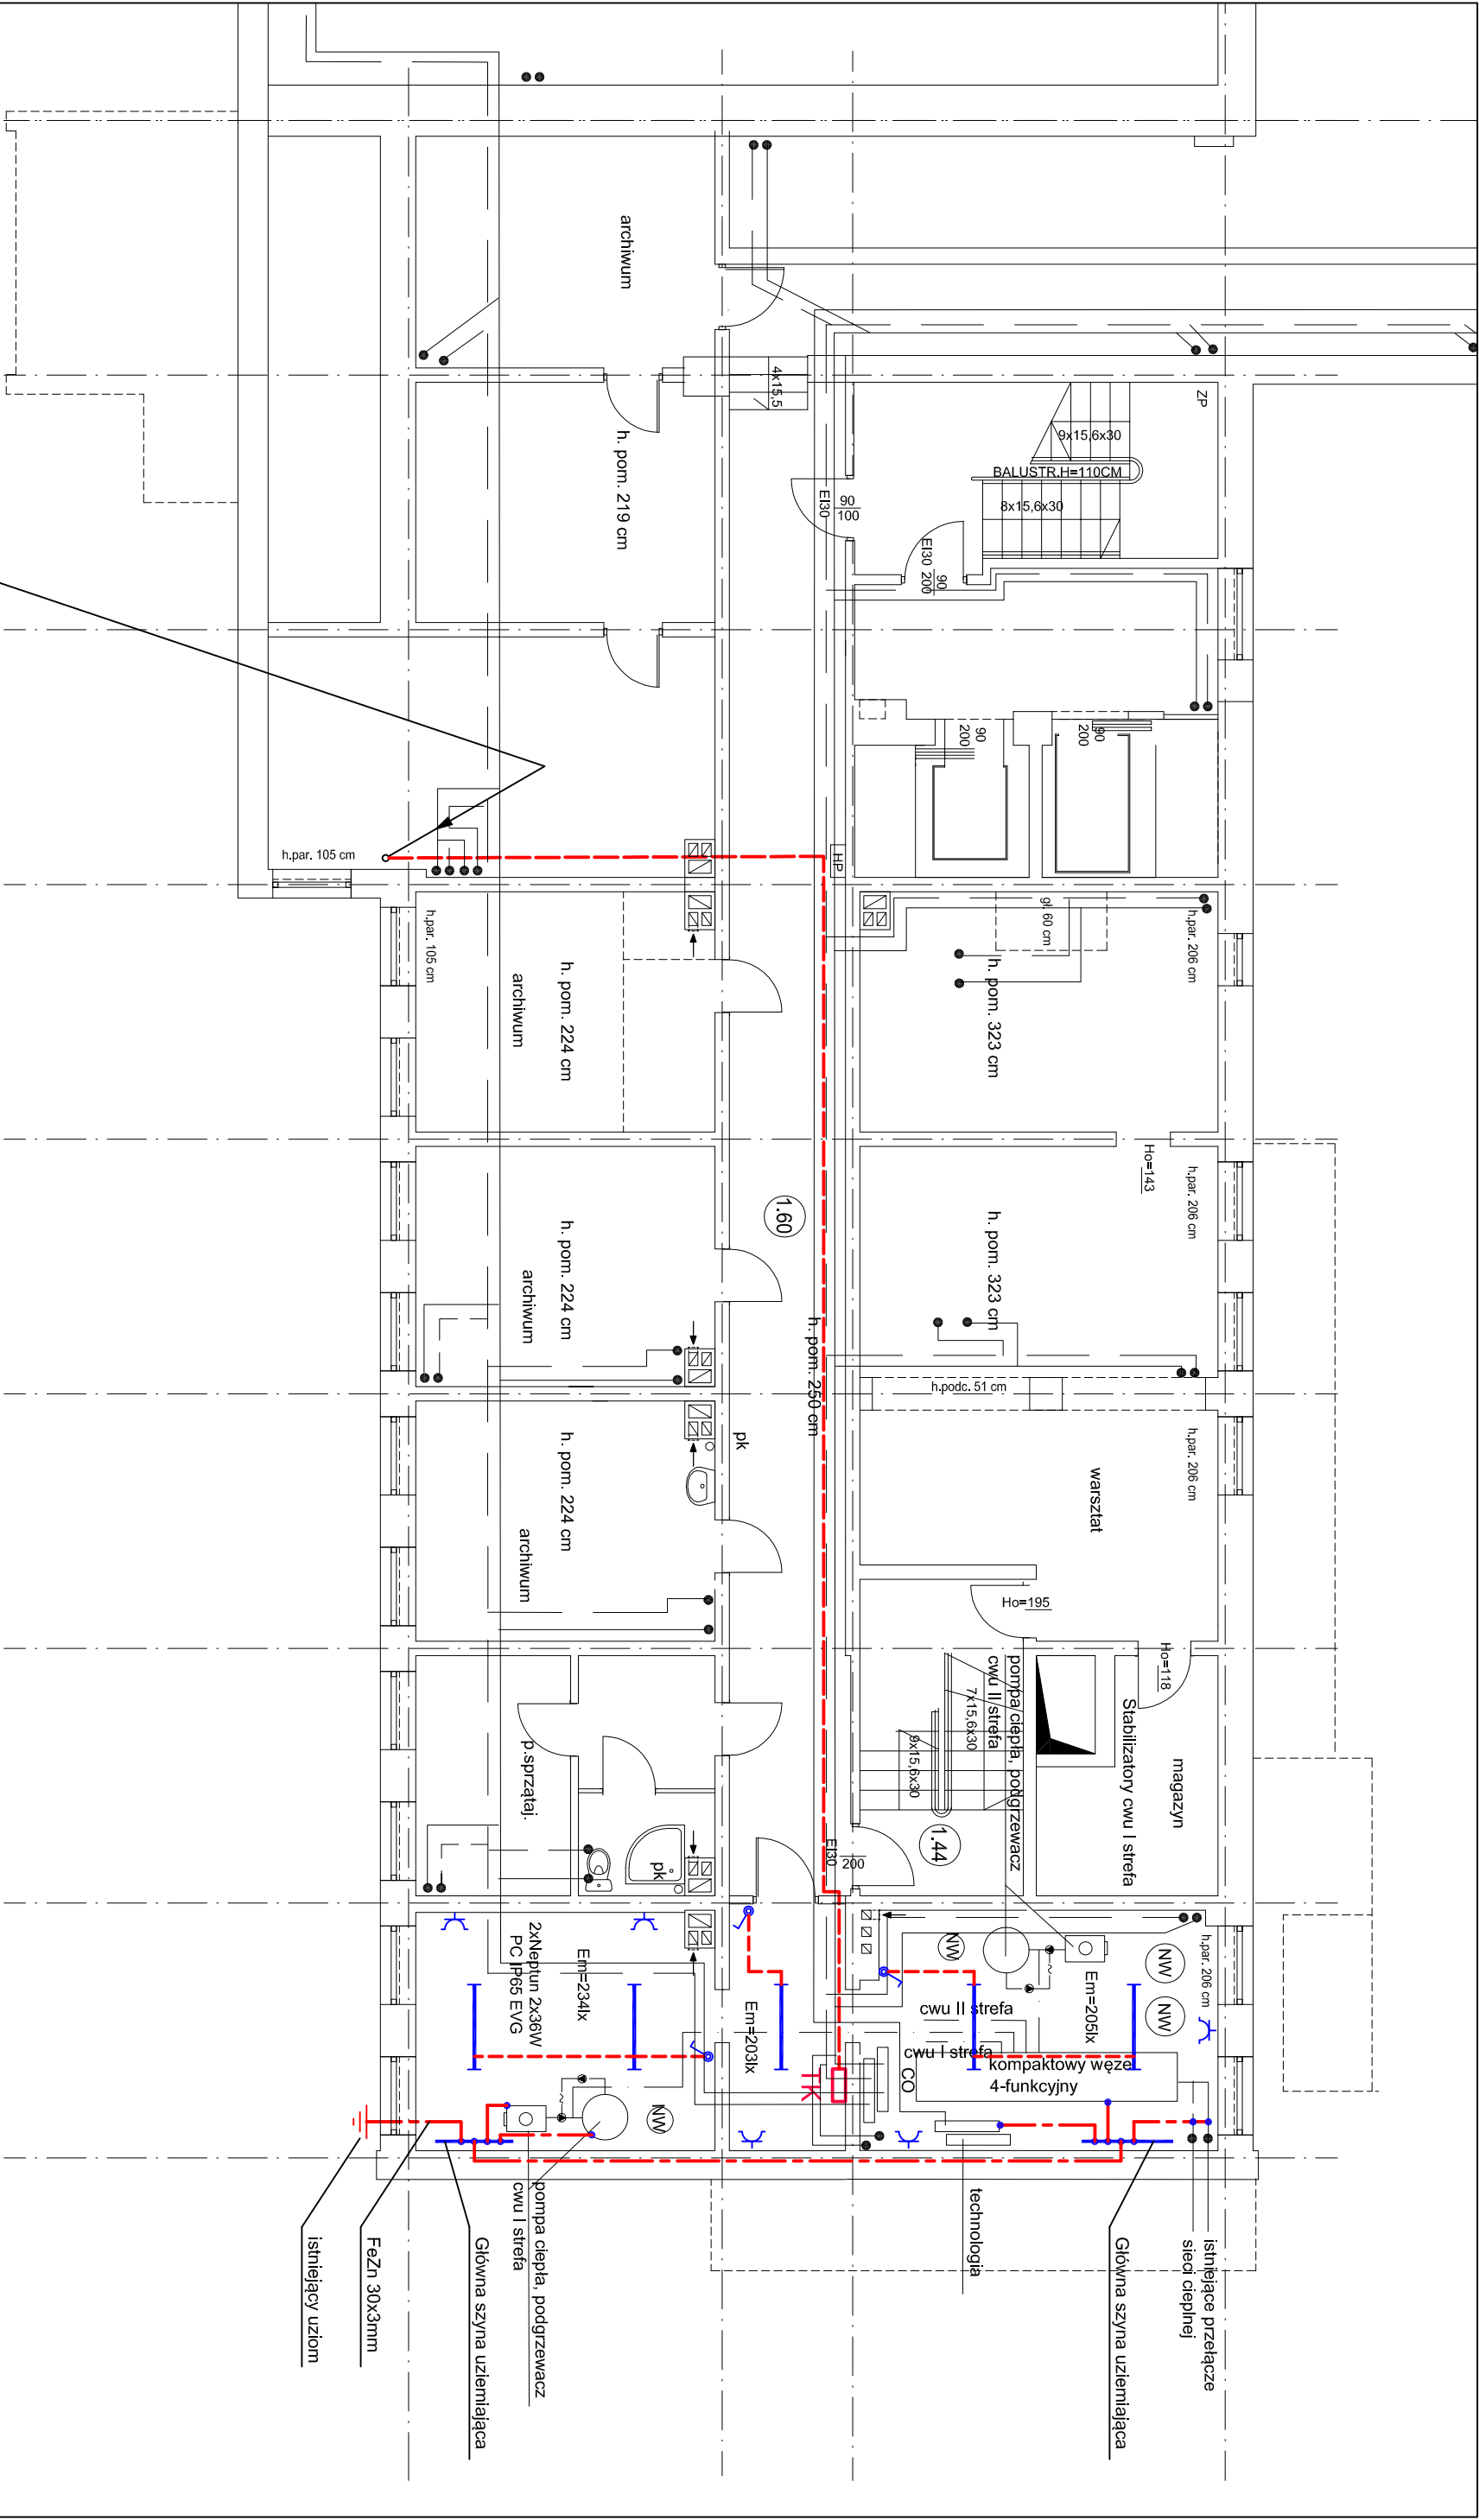 archiwum
h. pom. 219 cm
4x15,5
ZP
9x15,6x30
BALUSTR.H=110CM
8x15,6x30
EI30
90
100
EI30
90
200
90
200
90
200
h.par. 105 cm
HP
h.par. 105 cm
h. pom. 224 cm
archiwum
gł. 60 cm
h.par. 206 cm
h. pom. 323 cm
Ho=143
h.par. 206 cm
h. pom. 323 cm
1.60
h. pom. 224 cm
archiwum
h. pom. 250 cm
h.podc. 51 cm
h.par. 206 cm
warsztat
pk
h. pom. 224 cm
archiwum
Ho=195
Ho=118
pompa ciepła, podgrzewacz
cwu II strefa
7x15,6x30
9x15,6x30
Stabilizatory cwu I strefa
magazyn
p.sprzątaj.
pk
1.44
EI30
200
2xNeptun 2x36W
PC IP65 EVG
Em=234lx
Em=203lx
NW
NW
NW
h.par. 206 cm
Em=205lx
cwu II strefa
cwu I strefa
CO
kompaktowy węze
4-funkcyjny
TK
NW
pompa ciepła, podgrzewacz
cwu I strefa
technologia
istniejące przełącze
sieci cieplnej
Główna szyna uziemiająca
Główna szyna uziemiająca
FeZn 30x3mm
istniejący uziom